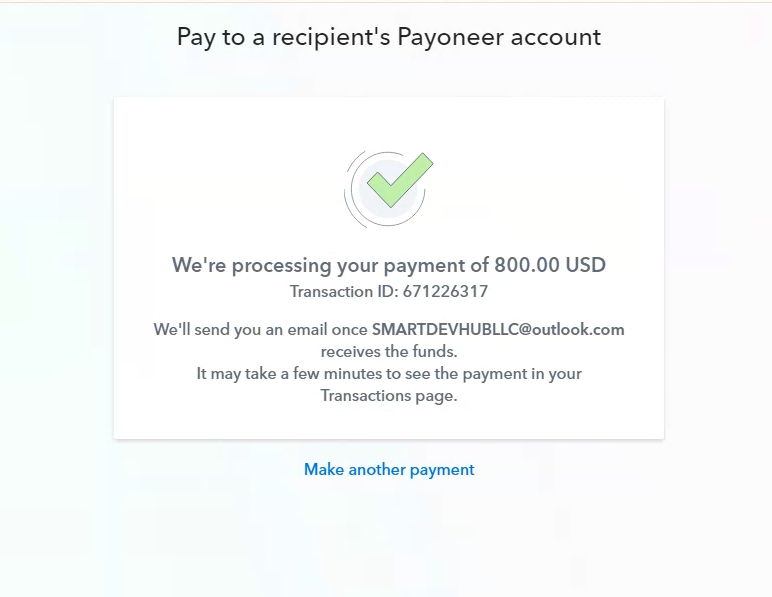 Pay to a recipient's Payoneer account
We're processing your payment of 800.00 USD
Transaction ID: 671226317
We'll send you an email once SMARTDEVHUBLLC@outlook.com
receives the funds.
It may take a few minutes to see the payment in your
Transactions page.
Make another payment